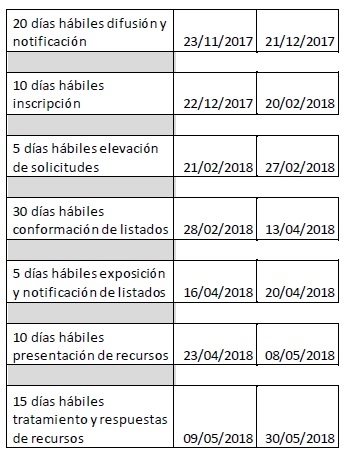 20 días hábiles difusión y
notificación 23/11/2017 21/12/2017
10 días hábiles
inscripción 22/12/2017 20/02/2018
5 días hábiles elevación
de solicitudes 21/02/2018 27/02/2018
30 días hábiles
conformación de listados 28/02/2018 13/04/2018
5 días hábiles exposición
y notificación de listados 16/04/2018 20/04/2018
10 días hábiles
presentación de recursos 23/04/2018 08/05/2018
15 días hábiles
tratamiento y respuestas
de recursos 09/05/2018 30/05/2018